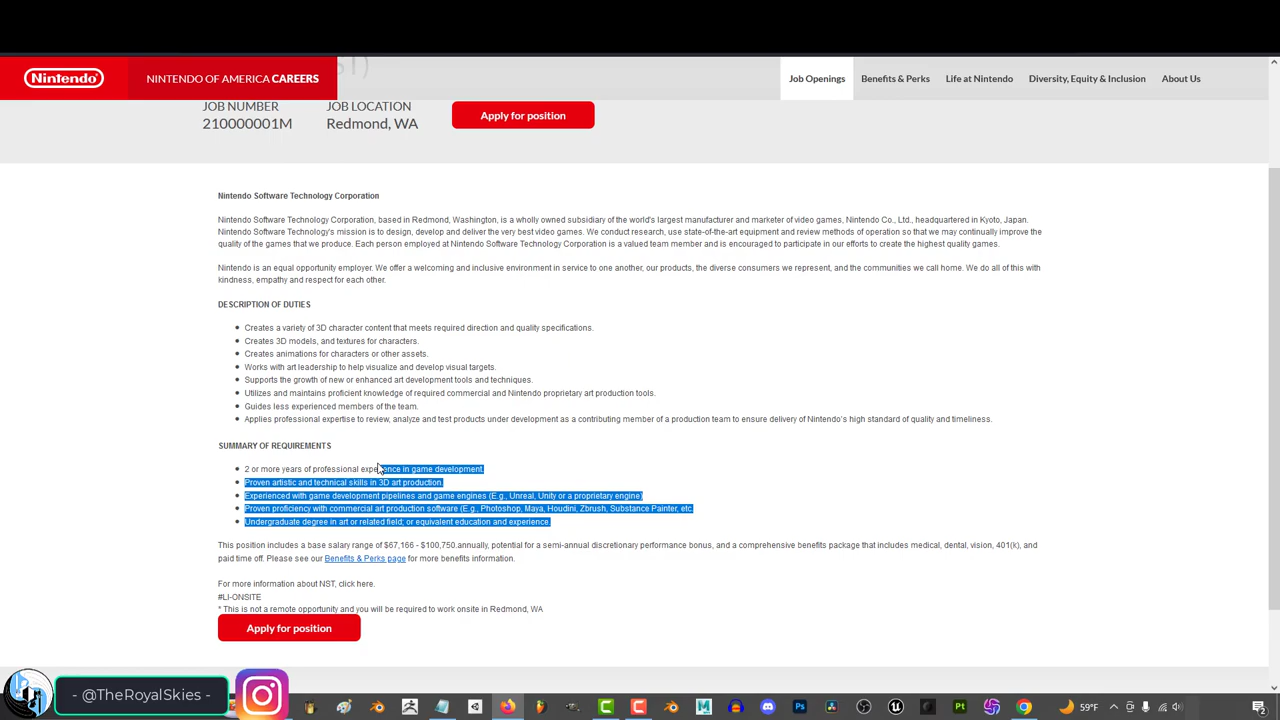 ST)
Nintendo
NINTENDO OF AMERICA CAREERS
Job Openings
Benefits & Perks
Life at Nintendo
Diversity, Equity & Inclusion
About Us
JOB NUMBER
210000001M
JOB LOCATION
Redmond, WA
Apply for position
Nintendo Software Technology Corporation
Nintendo Software Technology Corporation, based in Redmond, Washington, is a wholly owned subsidiary of the world's largest manufacturer and marketer of video games, Nintendo Co., Ltd., headquartered in Kyoto, Japan.
Nintendo Software Technology's mission is to design, develop and deliver the very best video games. We conduct research, use state-of-the-art equipment and review methods of operation so that we may continually improve the
quality of the games that we produce. Each person employed at Nintendo Software Technology Corporation is a valued team member and is encouraged to participate in our efforts to create the highest quality games.
Nintendo is an equal opportunity employer. We offer a welcoming and inclusive environment in service to one another, our products, the diverse consumers we represent, and the communities we call home. We do all of this with
kindness, empathy and respect for each other.
DESCRIPTION OF DUTIES
• Creates a variety of 3D character content that meets required direction and quality specifications.
• Creates 3D models, and textures for characters.
• Creates animations for characters or other assets.
• Works with art leadership to help visualize and develop visual targets.
• Supports the growth of new or enhanced art development tools and techniques.
• Utilizes and maintains proficient knowledge of required commercial and Nintendo proprietary art production tools.
• Guides less experienced members of the team.
• Applies professional expertise to review, analyze and test products under development as a contributing member of a production team to ensure delivery of Nintendo's high standard of quality and timeliness.
SUMMARY OF REQUIREMENTS
• 2 or more years of professional experience in game development.
• Proven artistic and technical skills in 3D art production.
• Experienced with game development pipelines and game engines (E.g., Unreal, Unity or a proprietary engine)
• Proven proficiency with commercial art production software (E.g., Photoshop, Maya, Houdini, Zbrush, Substance Painter, etc.
• Undergraduate degree in art or related field; or equivalent education and experience.
This position includes a base salary range of $67,166 - $100,750.annually, potential for a semi-annual discretionary performance bonus, and a comprehensive benefits package that includes medical, dental, vision, 401(k), and
paid time off. Please see our Benefits & Perks page for more benefits information.
For more information about NST, click here.
#LI-ONSITE
* This is not a remote opportunity and you will be required to work onsite in Redmond, WA
Apply for position
- @TheRoyalSkies -
59°F